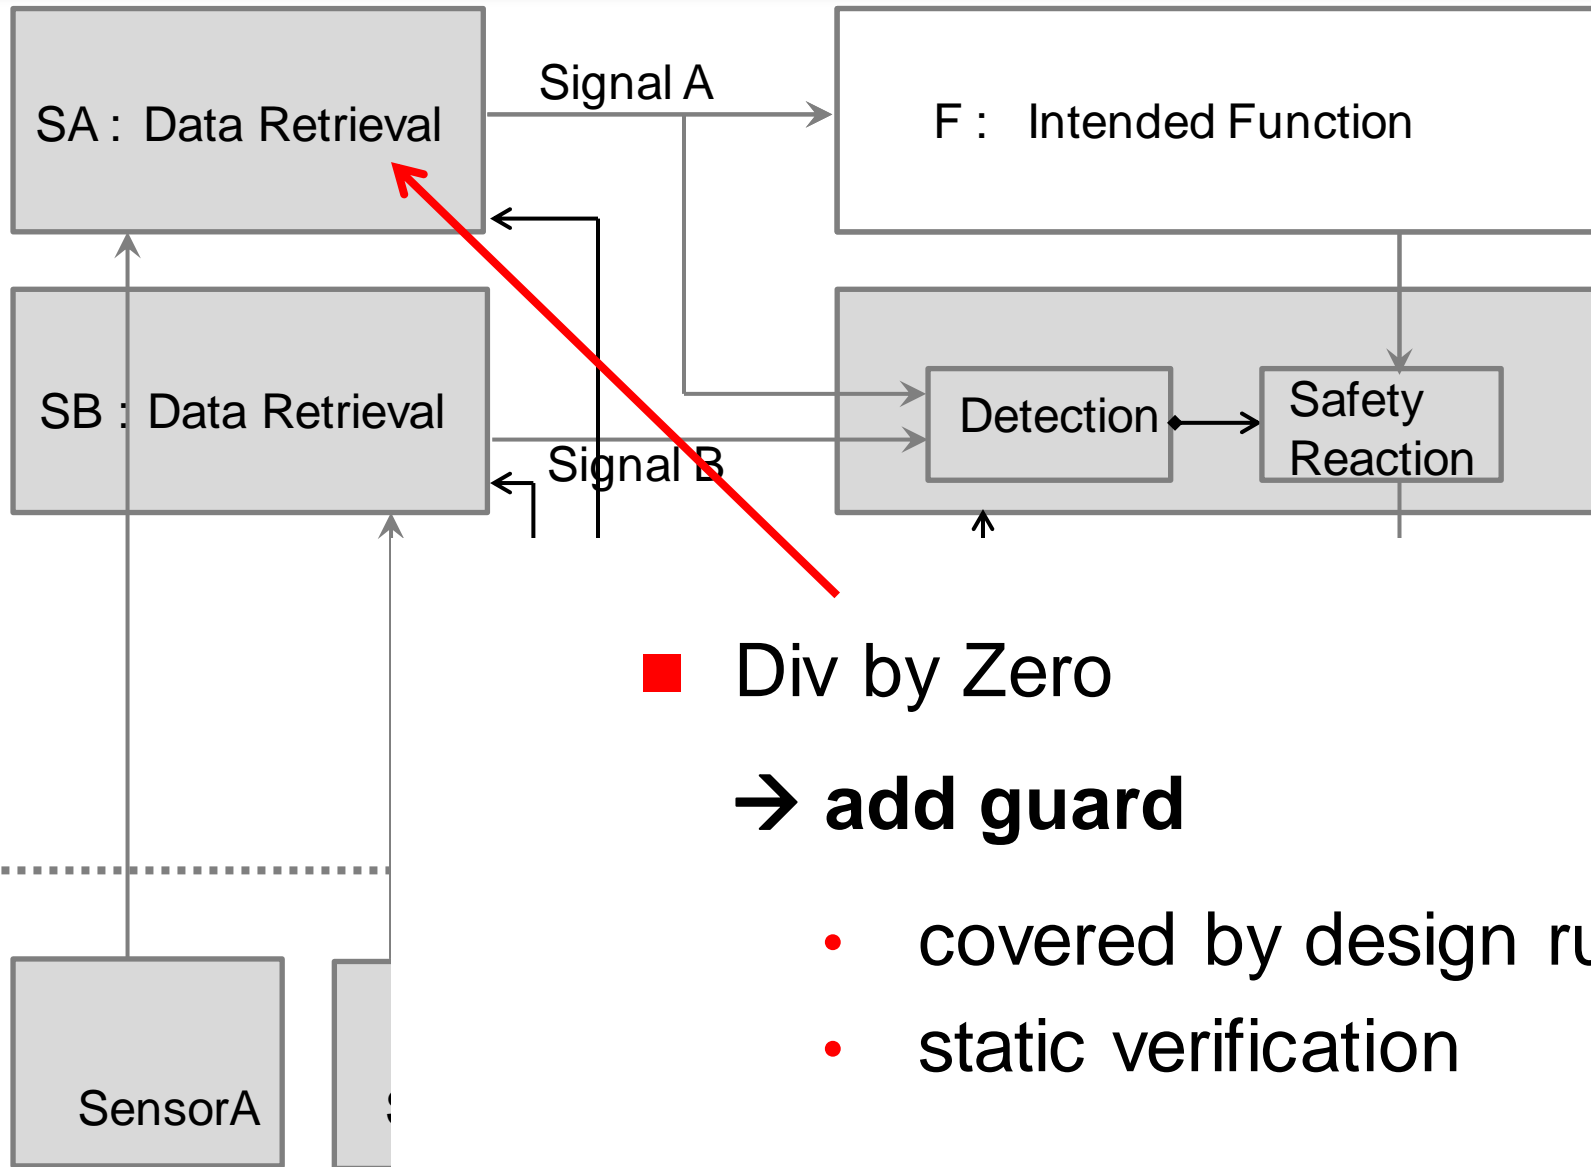 Signal A
SA : Data Retrieval
F : Intended Function
SB : Data Retrieval
Signal B
Detection
Safety
Reaction
Div by Zero
→ add guard
• covered by design
• static verification
SensorA